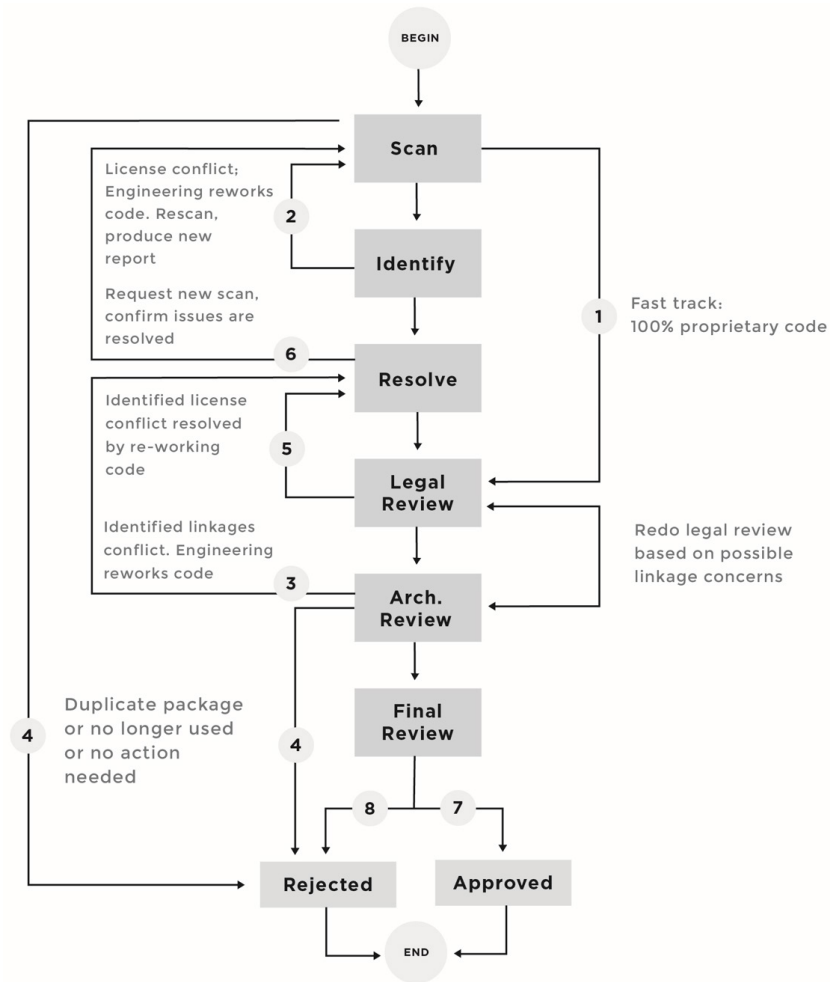 BEGIN
Scan
License conflict;
Engineering reworks
code. Rescan,
produce new
report
2
Identify
Request new scan,
confirm issues are
resolved
1
Fast track:
100% proprietary code
6
Resolve
Identified license
conflict resolved
by re-working
code
5
Legal
Review
Identified linkages
conflict. Engineering
reworks code
Redo legal review
based on possible
linkage concerns
3
Arch.
Review
Final
Review
4
Duplicate package
or no longer used
or no action
needed
4
8
7
Rejected
Approved
END